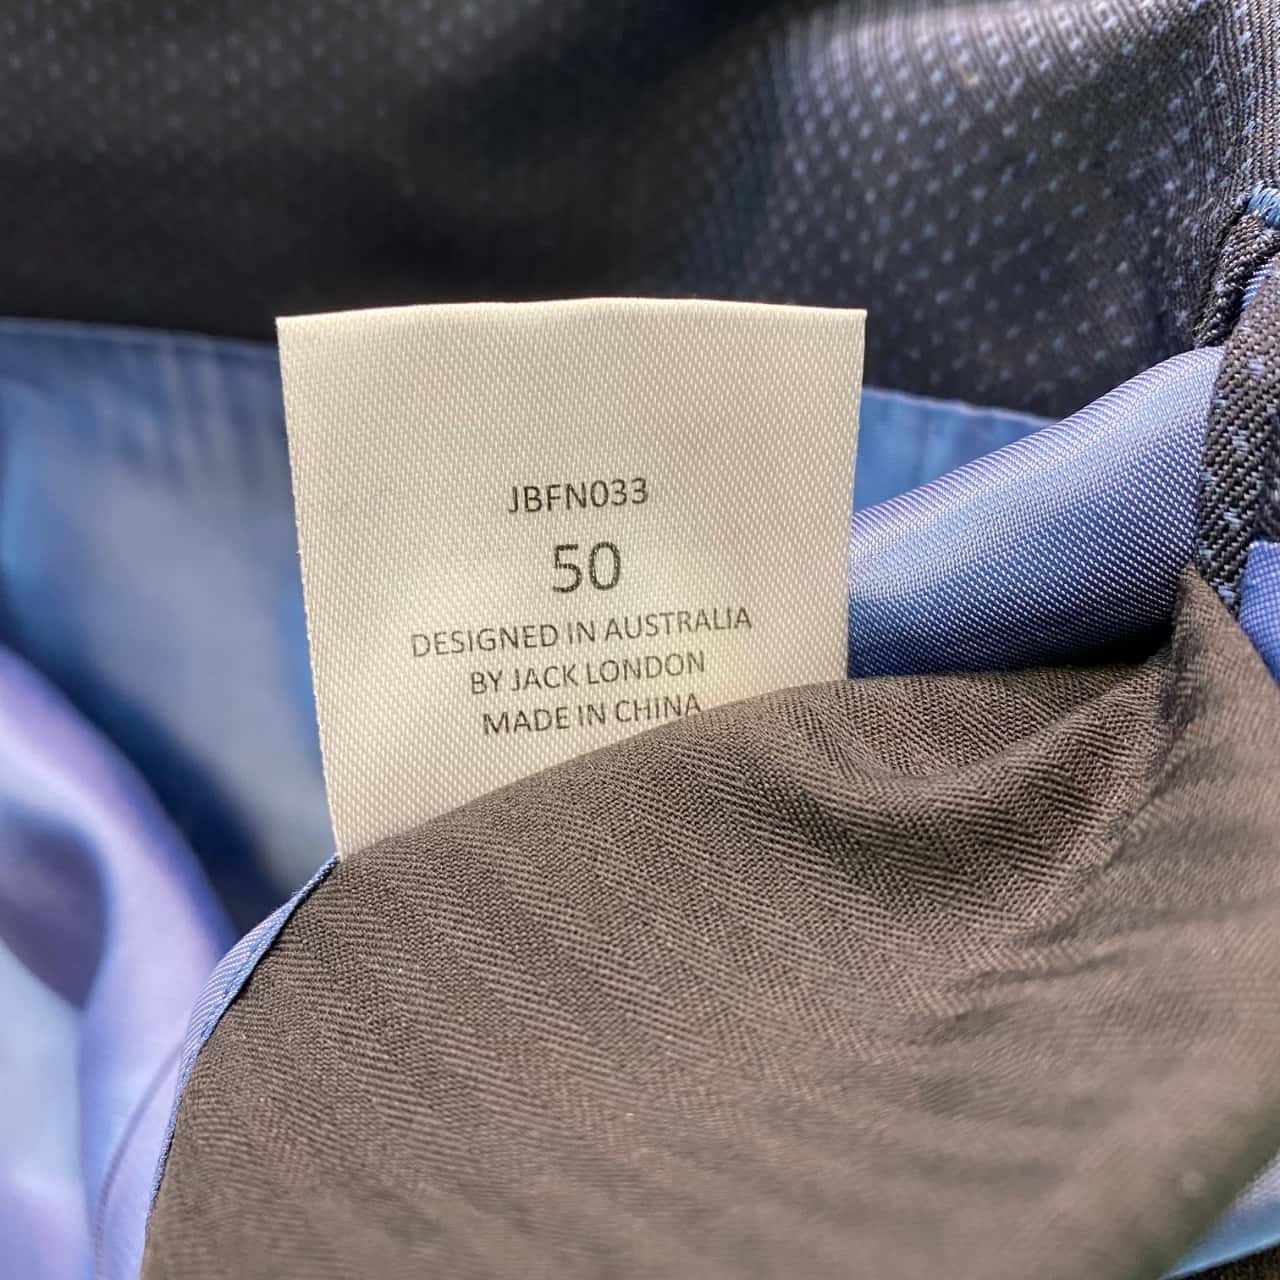 JBFN033
50
DESIGNED IN AUSTRALIA
BY JACK LONDON
MADE IN CHINA